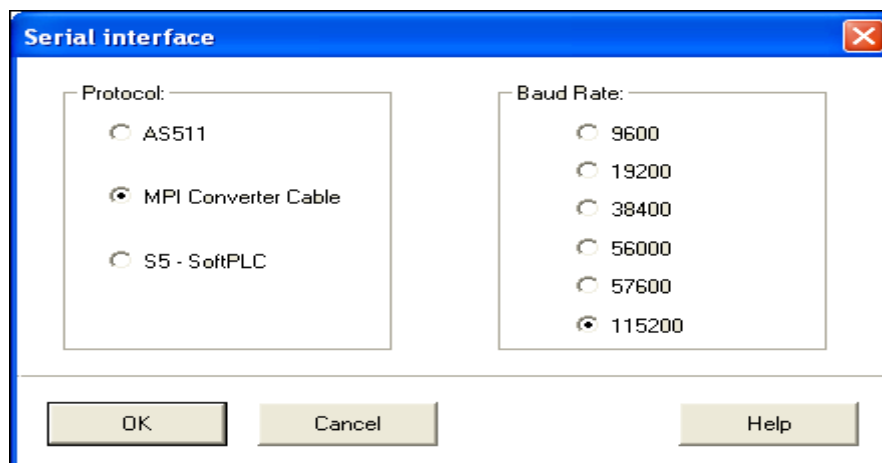 Serial interface
Protocol:
AS511
MPI Converter Cable
S5 - SoftPLC
Baud Rate:
9600
19200
38400
56000
57600
115200
OK Cancel Help